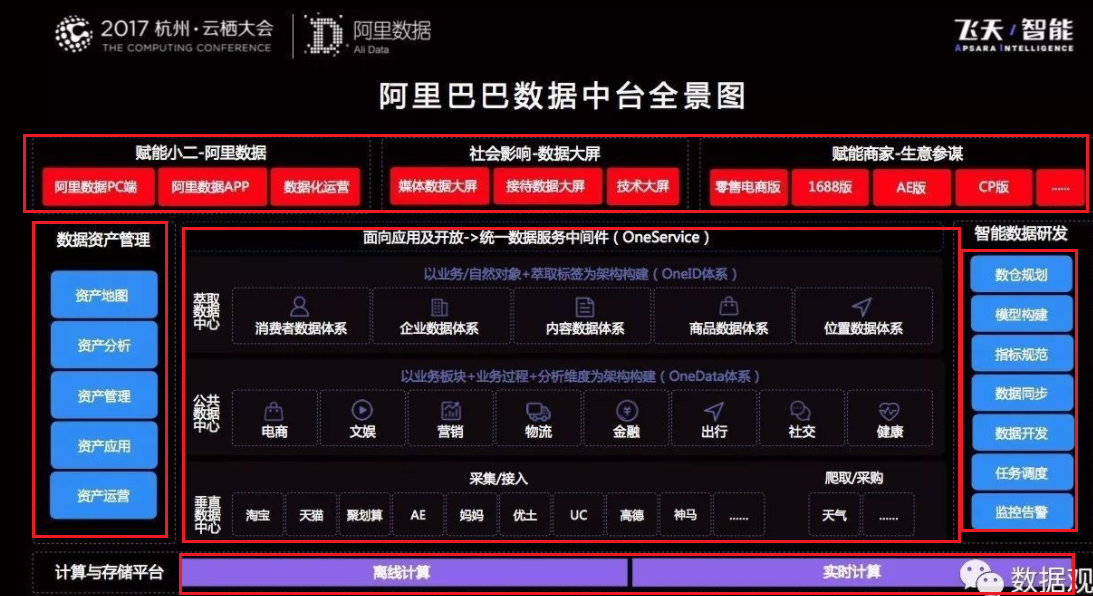 2017 杭州·云栖大会
THE COMPUTING CONFERENCE
阿里数据
Ali Data
飞天/智能
APSARA INTELLIGENCE
阿里巴巴数据中台全景图
赋能小二-阿里数据
阿里数据PC端 阿里数据APP 数据化运营
社会影响-数据大屏
媒体数据大屏 接待数据大屏 技术大屏
赋能商家-生意参谋
零售电商版 1688版 AE版 CP版 ......
数据资产管理
资产地图
资产分析
资产管理
资产应用
资产运营
面向应用及开放->统一数据服务中间件（OneService）
以业务/自然对象+萃取标签为架构构建（OneID体系）
萃取
数据
中心
消费者数据体系 企业数据体系 内容数据体系 商品数据体系 位置数据体系
以业务板块+业务过程+分析维度为架构构建（OneData体系）
公共
数据
中心
电商 文娱 营销 物流 金融 出行 社交 健康
采集/接入 爬取/采购
垂直
数据
中心
淘宝 天猫 聚划算 AE 妈妈 优土 UC 高德 神马 ...... 天气 ......
智能数据研发
数仓规划
模型构建
指标规范
数据同步
数据开发
任务调度
监控告警
计算与存储平台 离线计算 实时计算
数据观